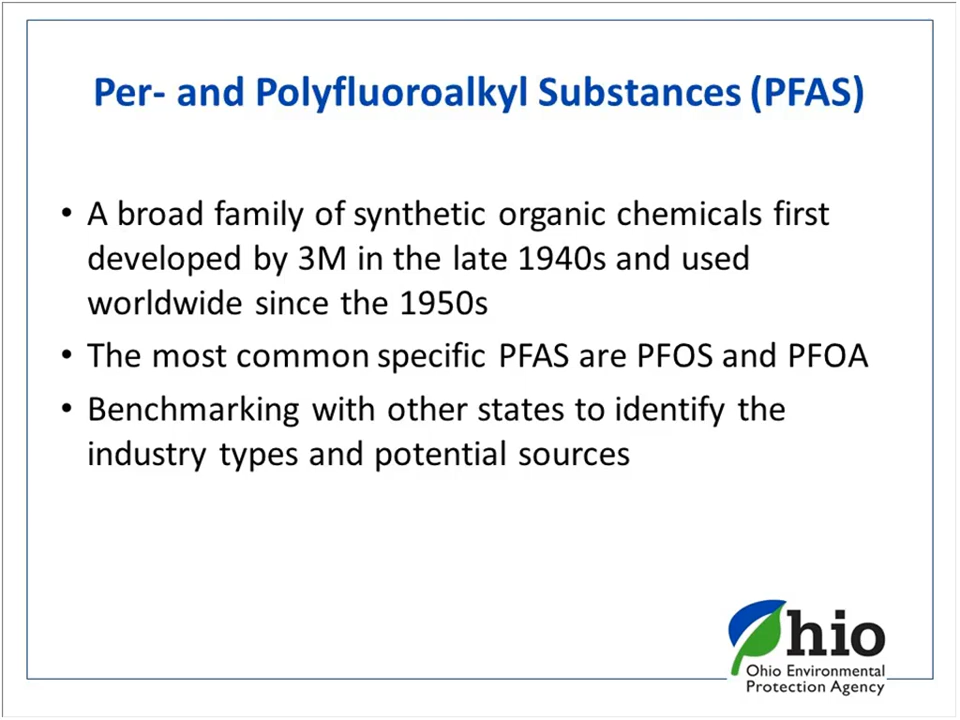 Per- and Polyfluoroalkyl Substances (PFAS)
• A broad family of synthetic organic chemicals first
developed by 3M in the late 1940s and used
worldwide since the 1950s
• The most common specific PFAS are PFOS and PFOA
• Benchmarking with other states to identify the
industry types and potential sources
Ohio
Ohio Environmental
Protection Agency